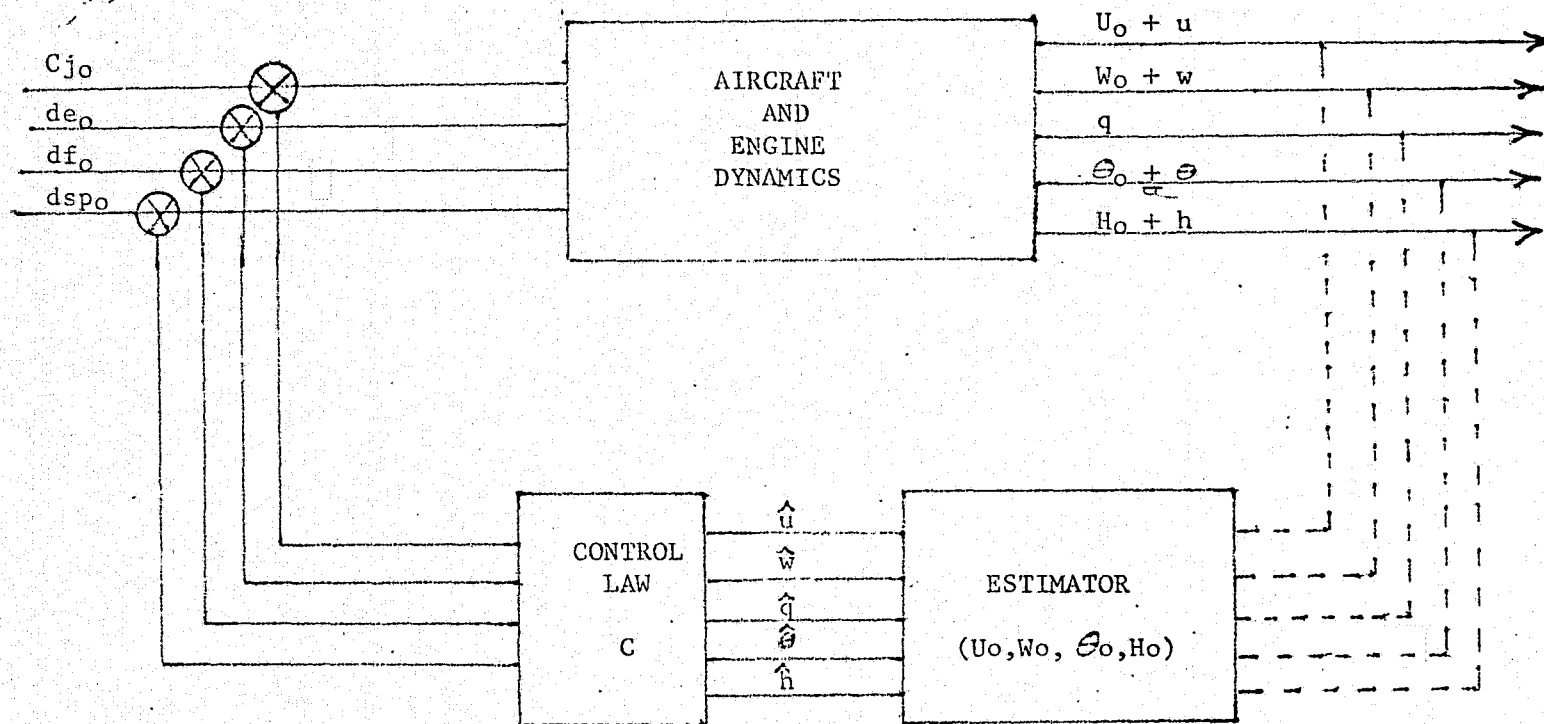 Cjo
deo
dfo
dspo
AIRCRAFT
AND
ENGINE
DYNAMICS
Uo + u
Wo + w
q
θo + θ
Ho + h
CONTROL
LAW
C
û
ŵ
q̂
θ̂
ĥ
ESTIMATOR
(Uo,Wo, θo,Ho)